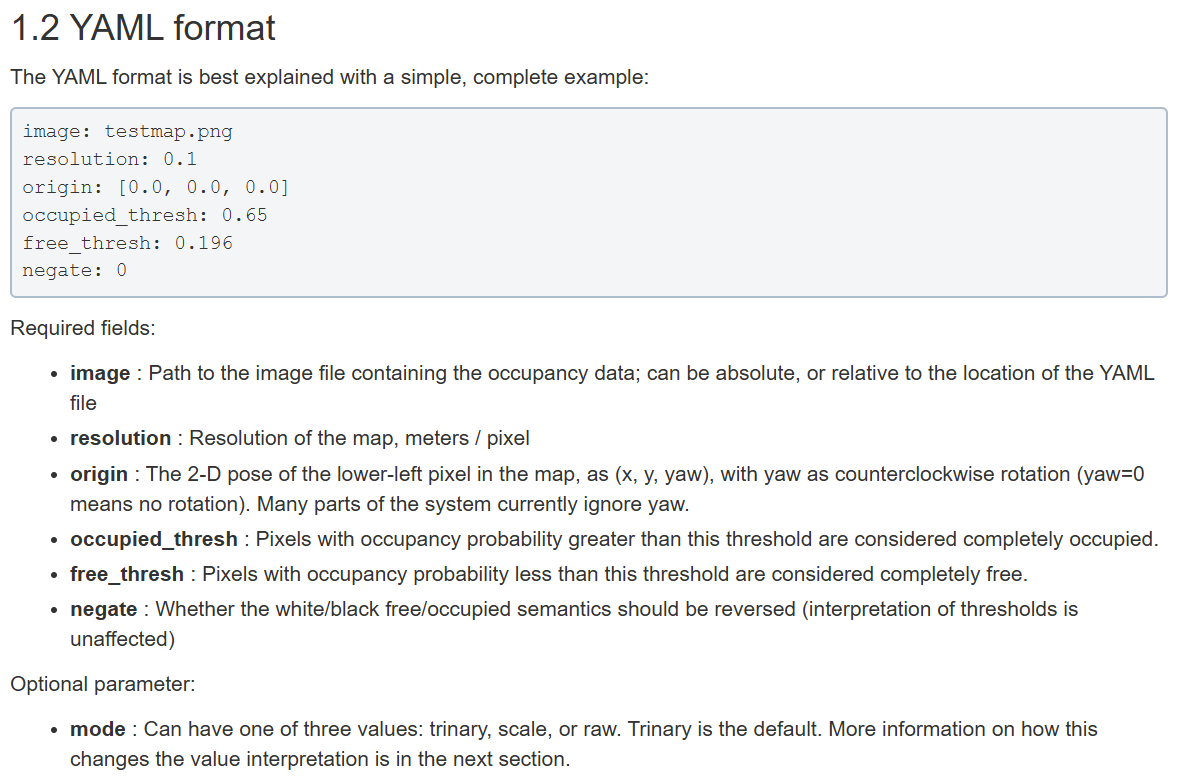 1.2 YAML format
The YAML format is best explained with a simple, complete example:
image: testmap.png
resolution: 0.1
origin: [0.0, 0.0, 0.0]
occupied_thresh: 0.65
free_thresh: 0.196
negate: 0
Required fields:
• image : Path to the image file containing the occupancy data; can be absolute, or relative to the location of the YAML
file
• resolution : Resolution of the map, meters / pixel
• origin : The 2-D pose of the lower-left pixel in the map, as (x, y, yaw), with yaw as counterclockwise rotation (yaw=0
means no rotation). Many parts of the system currently ignore yaw.
• occupied_thresh : Pixels with occupancy probability greater than this threshold are considered completely occupied.
• free_thresh : Pixels with occupancy probability less than this threshold are considered completely free.
• negate : Whether the white/black free/occupied semantics should be reversed (interpretation of thresholds is
unaffected)
Optional parameter:
• mode : Can have one of three values: trinary, scale, or raw. Trinary is the default. More information on how this
changes the value interpretation is in the next section.